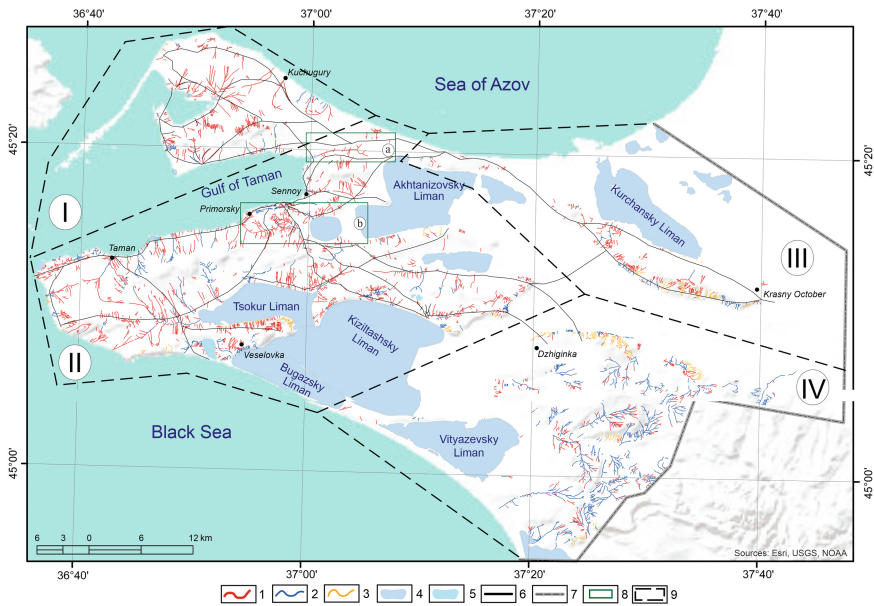 36°40' 37°00' 37°20' 37°40'
Kuchugury
Sea of Azov
45°20' 45°20'
a
Gulf of Taman
Sennoy
Akhtanizovsky
Liman
Kurchansky Liman
I
Primorsky
b
Taman
III
Krasny October
Tsokur Liman
Kiziltashsky
Liman
II
Veselovka
Dzhiginka
Bugazsky
Liman
IV
Black Sea
Vityazevsky
Liman
45°00' 45°00'
6 3 0 6 12 km
Sources: Esri, USGS, NOAA
36°40' 37°00' 37°20' 37°40'
1 2 3 4 5 6 7 8 9